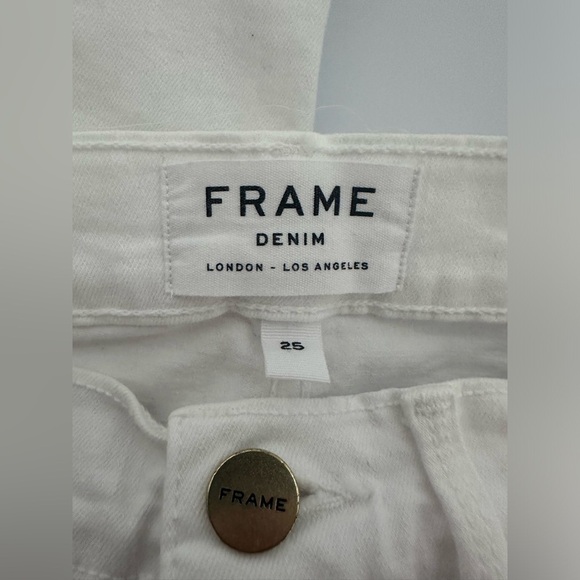 FRAME
DENIM
LONDON - LOS ANGELES
25
FRAME